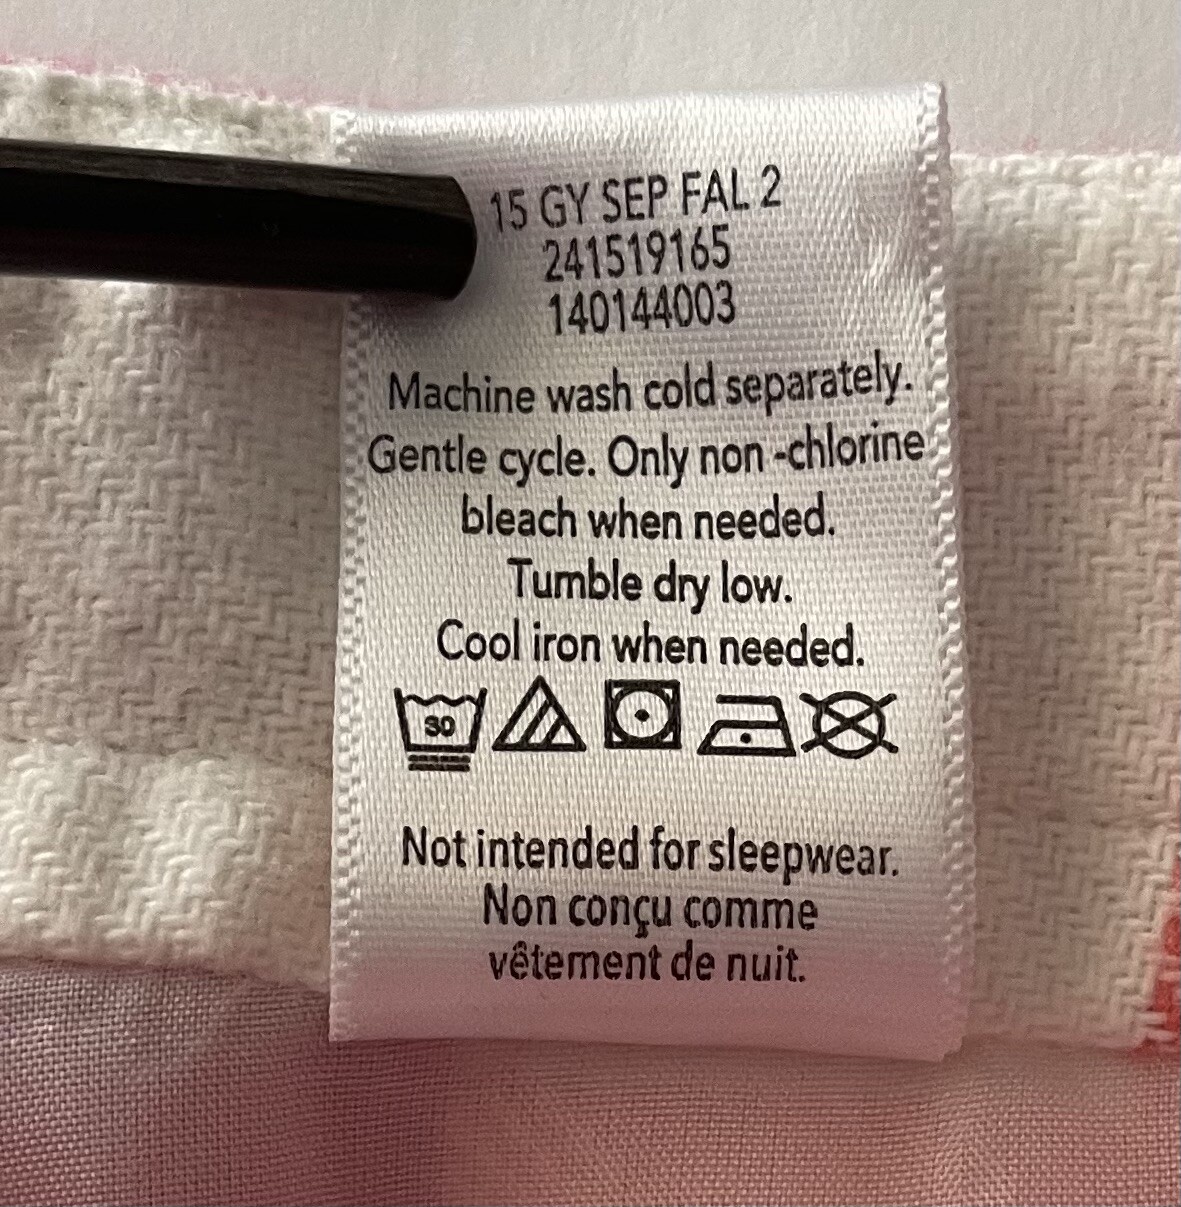 15 GY SEP FAL 2
241519165
140144003
Machine wash cold separately.
Gentle cycle. Only non -chlorine
bleach when needed.
Tumble dry low.
Cool iron when needed.
30
Not intended for sleepwear.
Non conçu comme
vêtement de nuit.